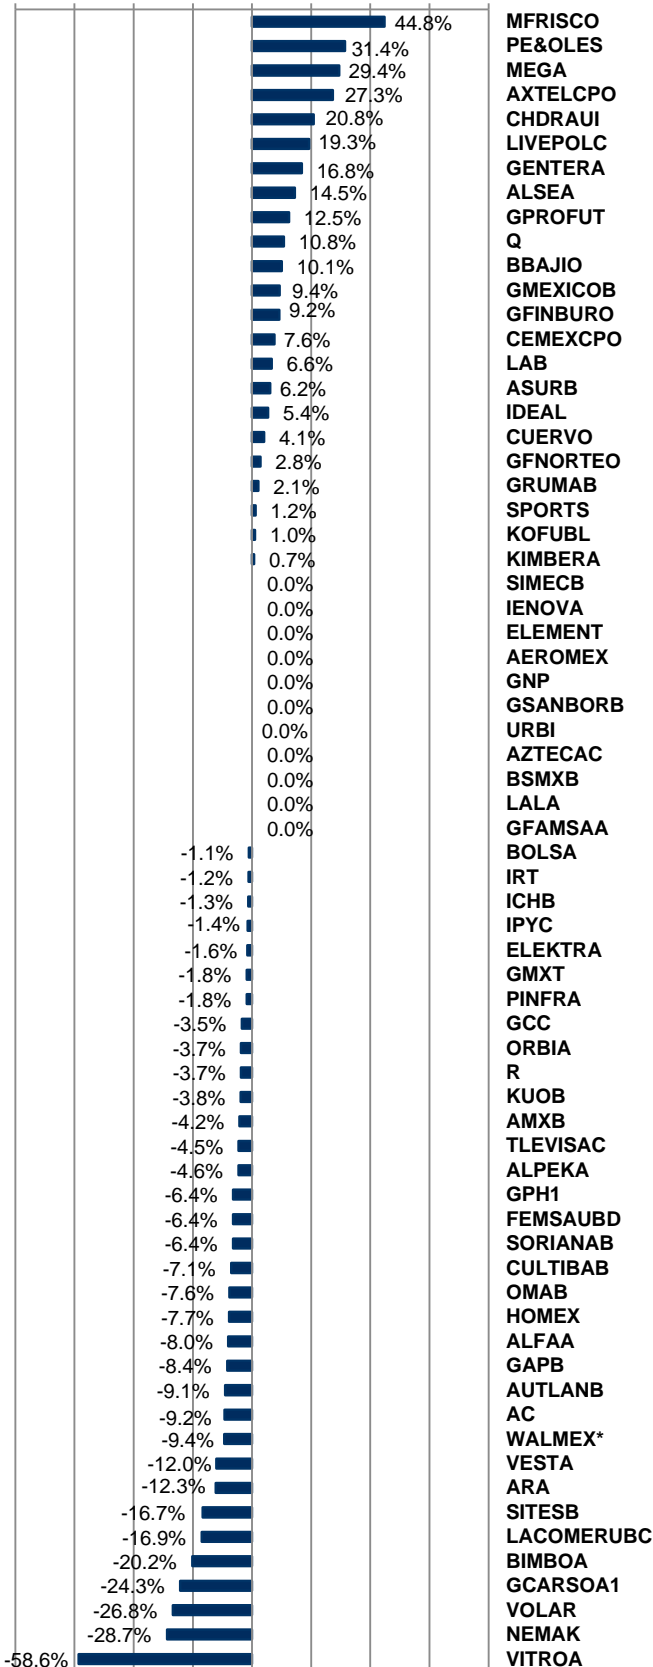 44.8% MFRISCO
31.4% PE&OLES
29.4% MEGA
27.3% AXTELCPO
20.8% CHDRAUI
19.3% LIVEPOLC
16.8% GENTERA
14.5% ALSEA
12.5% GPROFUT
10.8% Q
10.1% BBAJIO
9.4% GMEXICOB
9.2% GFINBURO
7.6% CEMEXCPO
6.6% LAB
6.2% ASURB
5.4% IDEAL
4.1% CUERVO
2.8% GFNORTEO
2.1% GRUMAB
1.2% SPORTS
1.0% KOFUBL
0.7% KIMBERA
0.0% SIMECB
0.0% IENOVA
0.0% ELEMENT
0.0% AEROMEX
0.0% GNP
0.0% GSANBORB
0.0% URBI
0.0% AZTECAC
0.0% BSMXB
0.0% LALA
0.0% GFAMSAA
-1.1% BOLSA
-1.2% IRT
-1.3% ICHB
-1.4% IPYC
-1.6% ELEKTRA
-1.8% GMXT
-1.8% PINFRA
-3.5% GCC
-3.7% ORBIA
-3.7% R
-3.8% KUOB
-4.2% AMXB
-4.5% TLEVISAC
-4.6% ALPEKA
-6.4% GPH1
-6.4% FEMSAUBD
-6.4% SORIANAB
-7.1% CULTIBAB
-7.6% OMAB
-7.7% HOMEX
-8.0% ALFAA
-8.4% GAPB
-9.1% AUTLANB
-9.2% AC
-9.4% WALMEX*
-12.0% VESTA
-12.3% ARA
-16.7% SITESB
-16.9% LACOMERUBC
-20.2% BIMBOA
-24.3% GCARSOA1
-26.8% VOLAR
-28.7% NEMAK
-58.6% VITROA